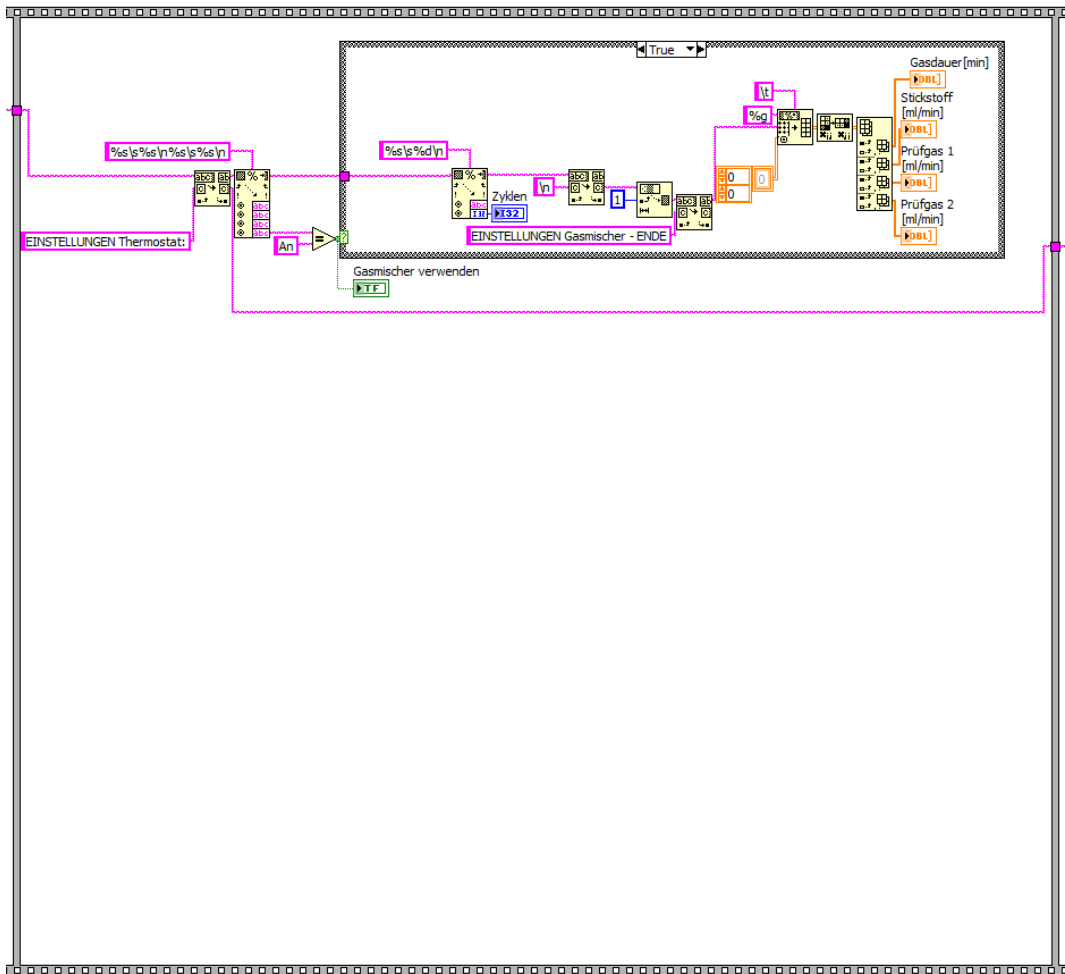 True
Gasdauer[min]
DBL
\t
Stickstoff
[ml/min]
DBL
%g
%s\s%s\n%s\s%s\n
%s\s%d\n
Prüfgas 1
[ml/min]
DBL
Zyklen
I32
\n
1
0
0
0
Prüfgas 2
[ml/min]
DBL
EINSTELLUNGEN Thermostat:
An
=
?
EINSTELLUNGEN Gasmischer - ENDE
Gasmischer verwenden
TF